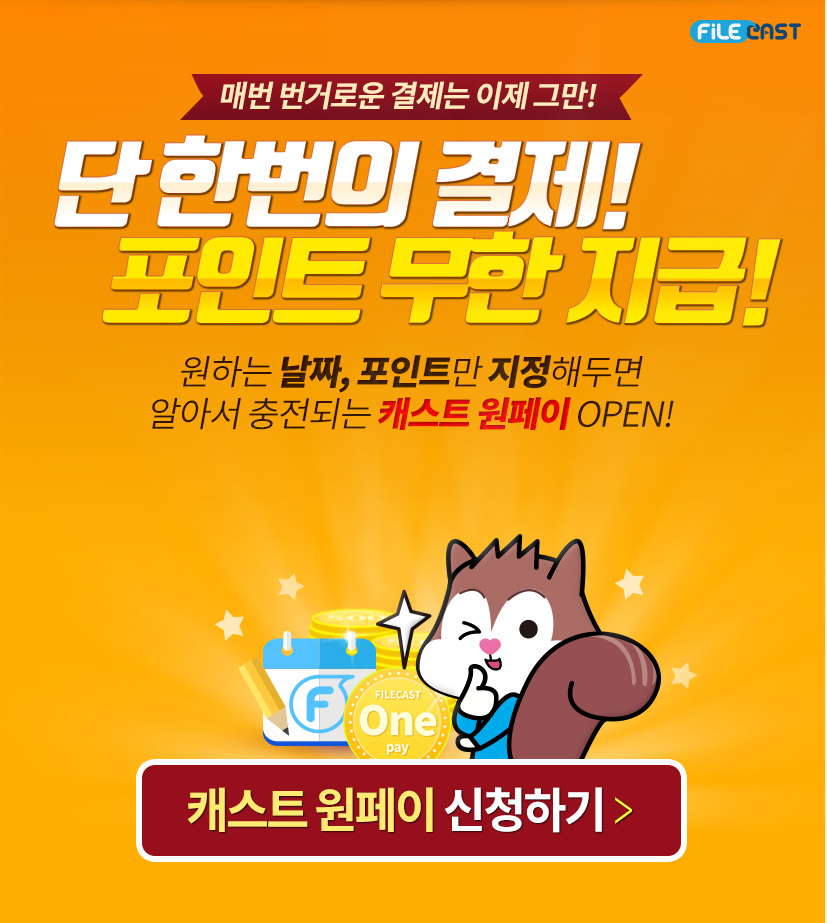 FiLE CAST
매번 번거로운 결제는 이제 그만!
단 한번의 결제!
포인트 무한 지급!
원하는 날짜, 포인트만 지정해두면
알아서 충전되는 캐스트 원페이 OPEN!
F
FILECAST
One
pay
캐스트 원페이 신청하기 >